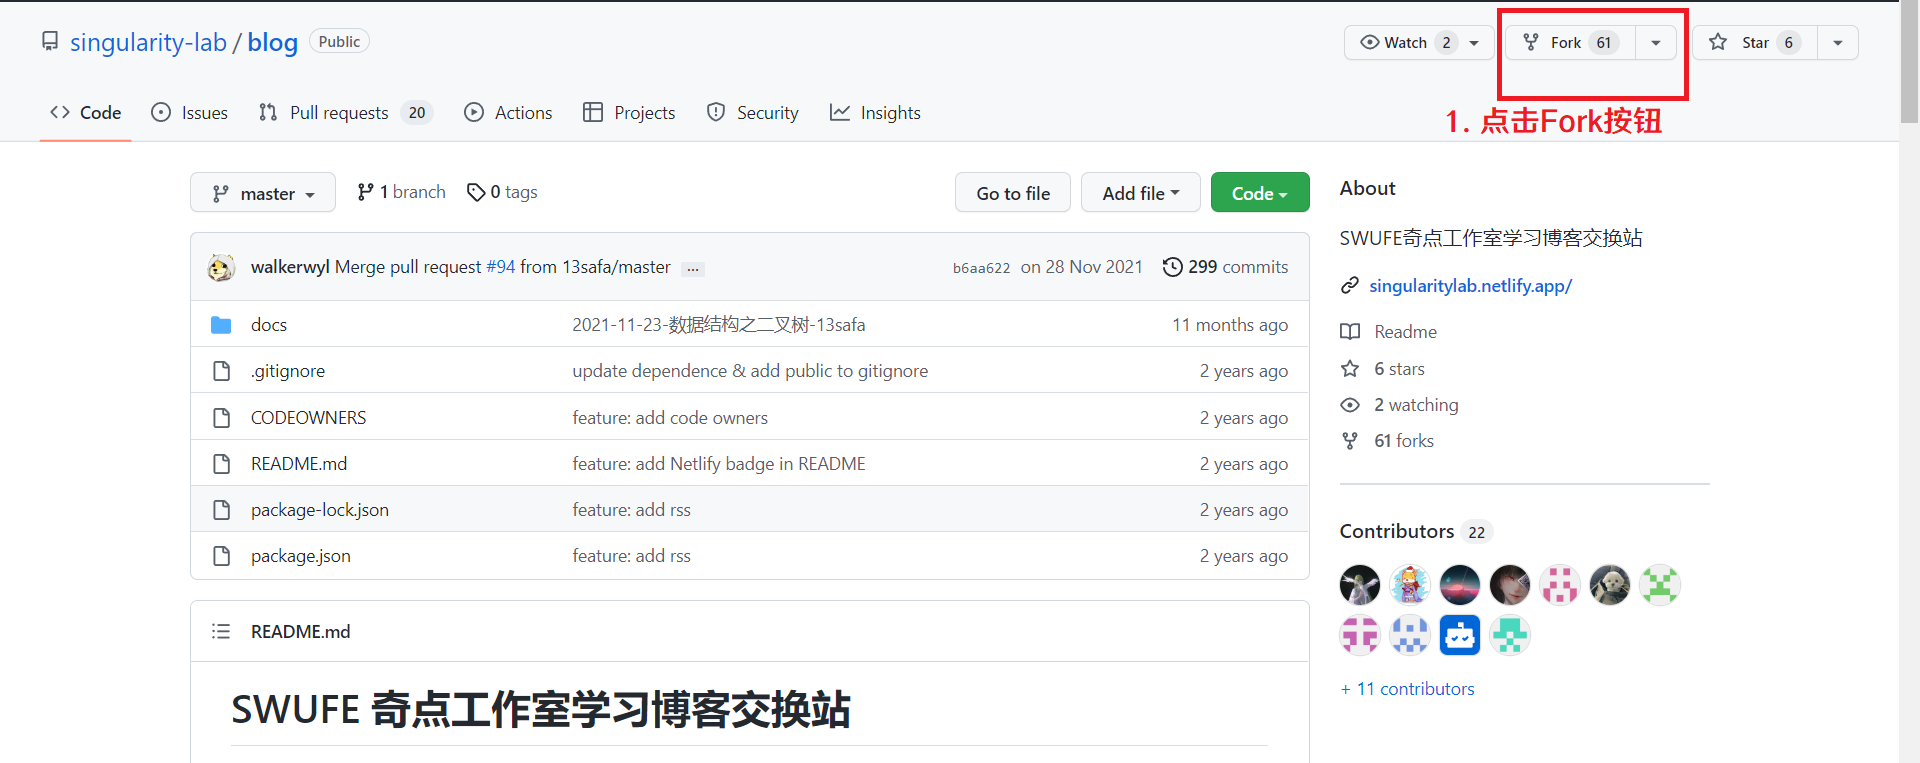 singularity-lab / blog Public
Watch 2
Fork 61
Star 6
Code
Issues
Pull requests 20
Actions
Projects
Security
Insights
1. 点击Fork按钮
master
1 branch
0 tags
Go to file
Add file
Code
About
SWUFE奇点工作室学习博客交换站
singularitylab.netlify.app/
Readme
6 stars
2 watching
61 forks
walkerwyl Merge pull request #94 from 13safa/master ... b6aa622 on 28 Nov 2021 299 commits
docs 2021-11-23-数据结构之二叉树-13safa 11 months ago
.gitignore update dependence & add public to gitignore 2 years ago
CODEOWNERS feature: add code owners 2 years ago
README.md feature: add Netlify badge in README 2 years ago
package-lock.json feature: add rss 2 years ago
package.json feature: add rss 2 years ago
Contributors 22
+ 11 contributors
README.md
SWUFE 奇点工作室学习博客交换站